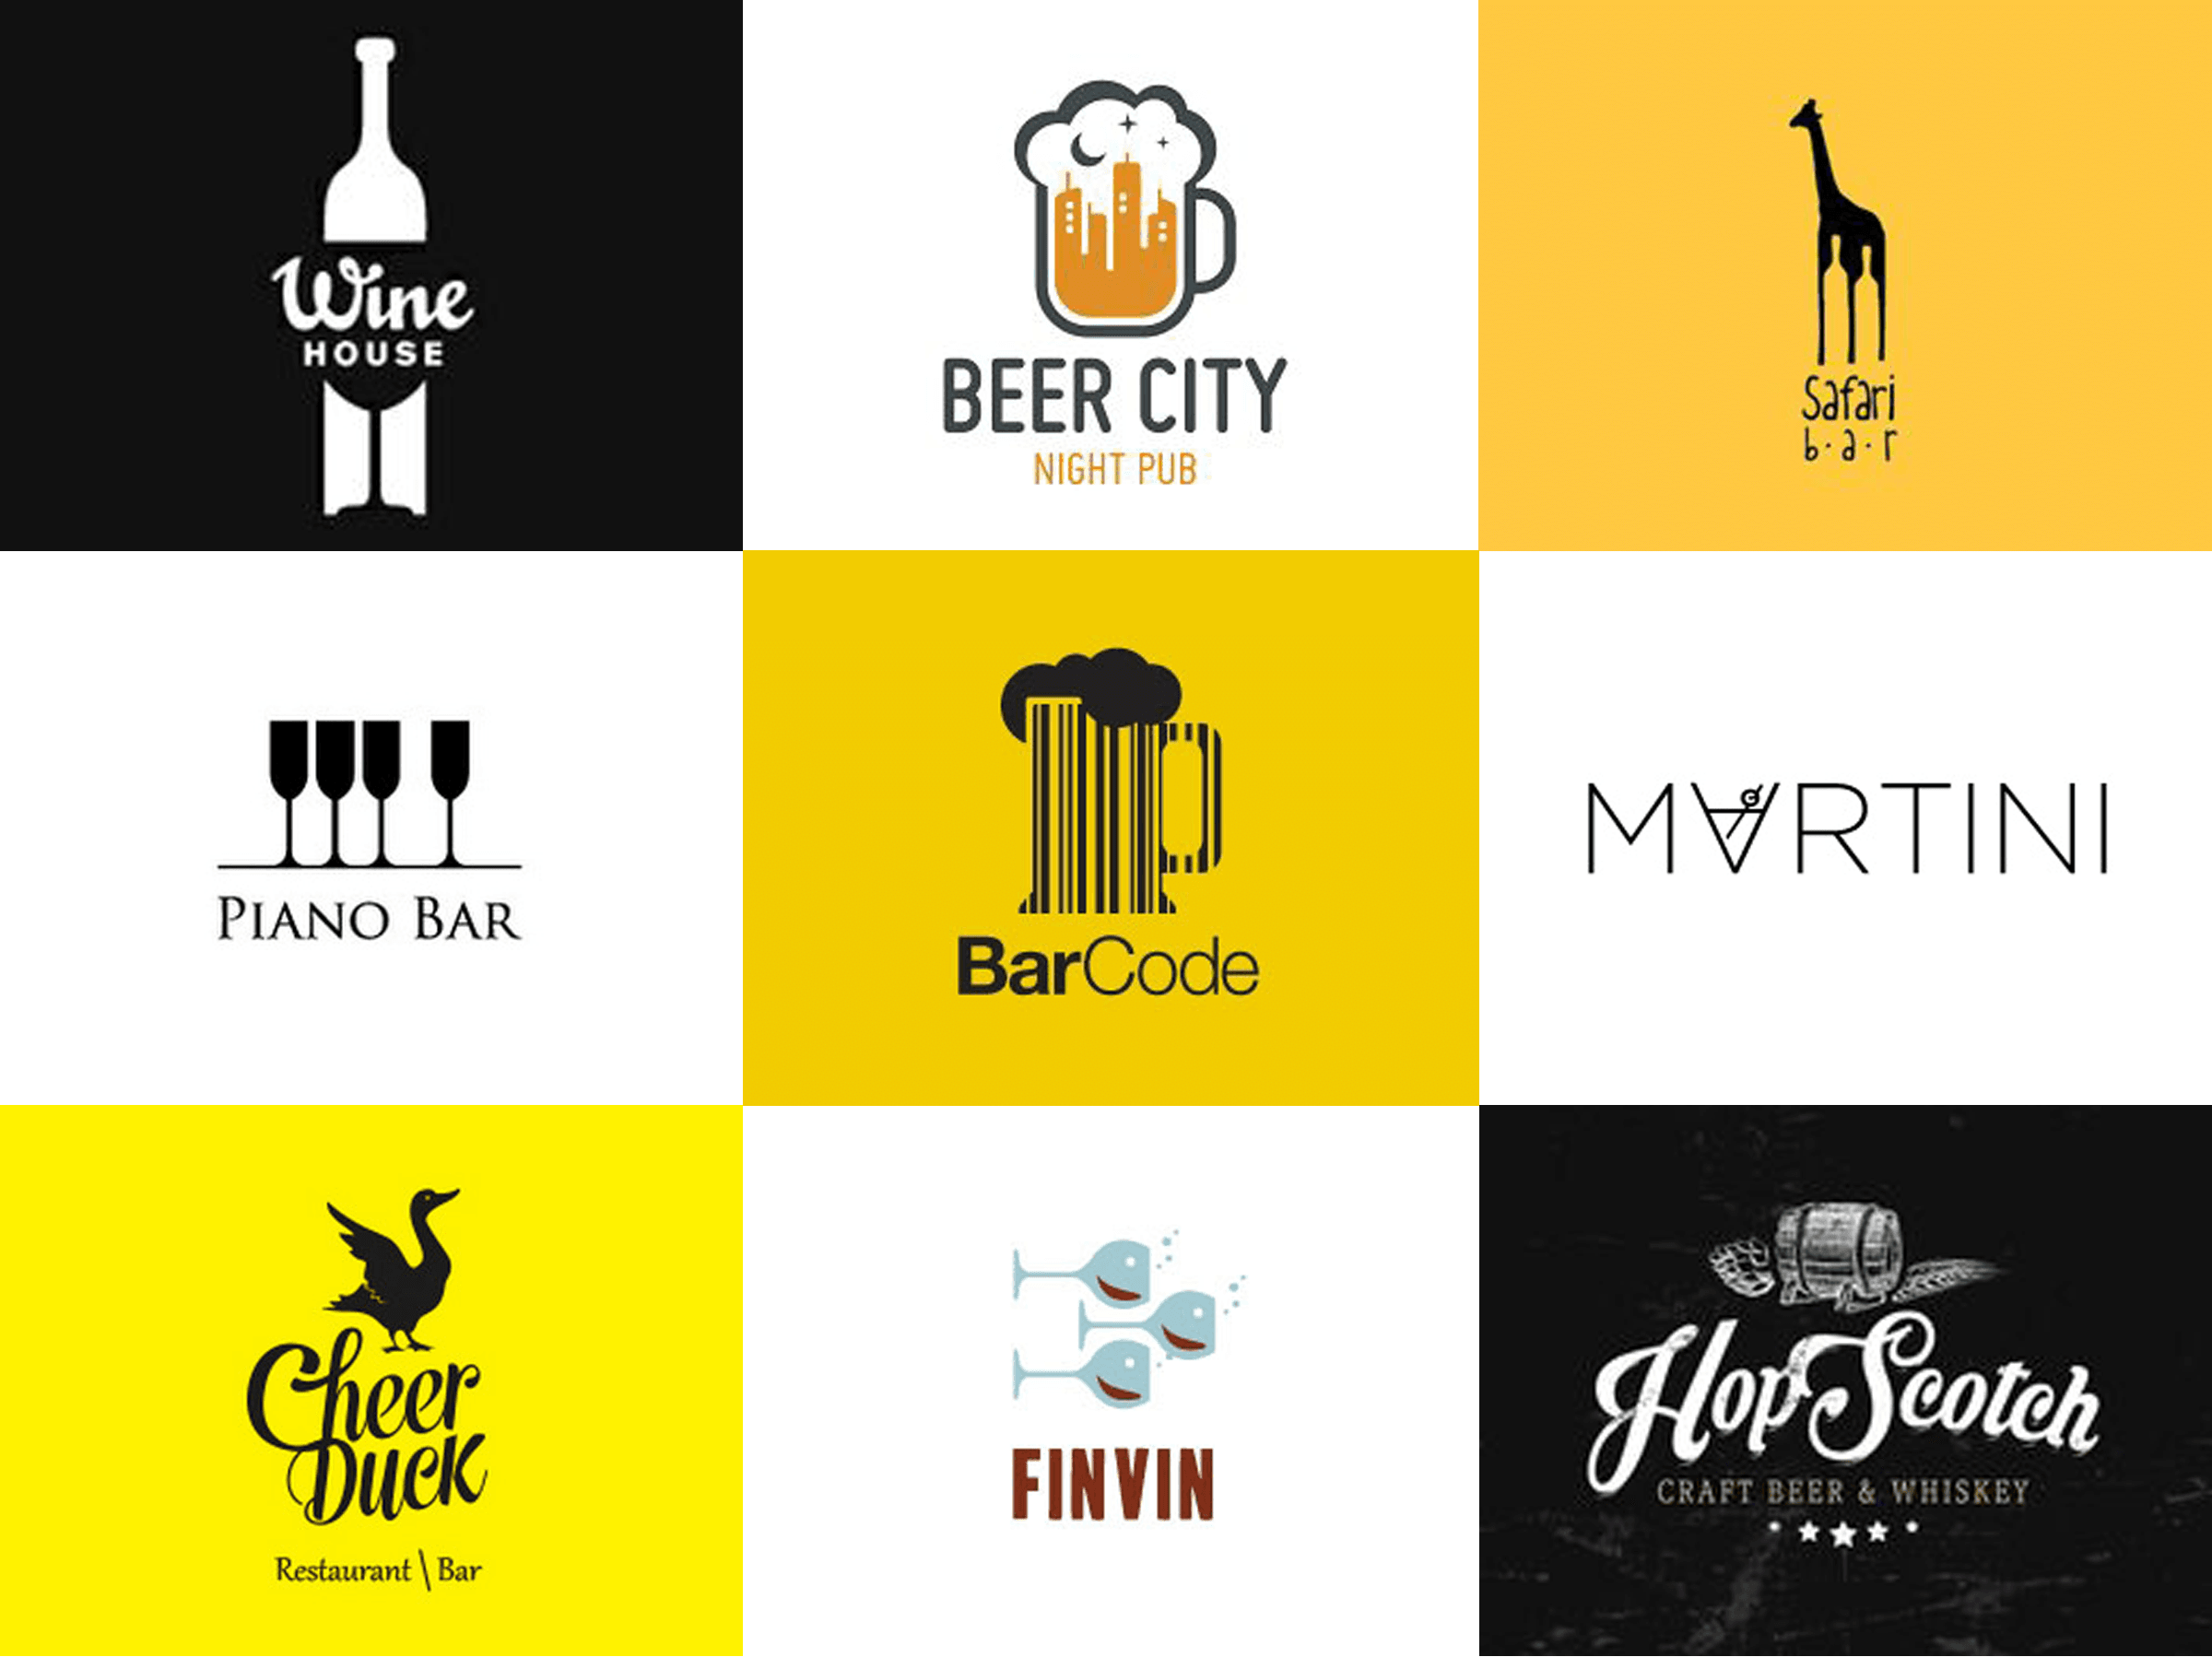 Wine
HOUSE
BEER CITY
NIGHT PUB
Safari
b·a·r
PIANO BAR
BarCode
MARTINI
Cheer
Duck
Restaurant \ Bar
FINVIN
HopScotch
CRAFT BEER & WHISKEY